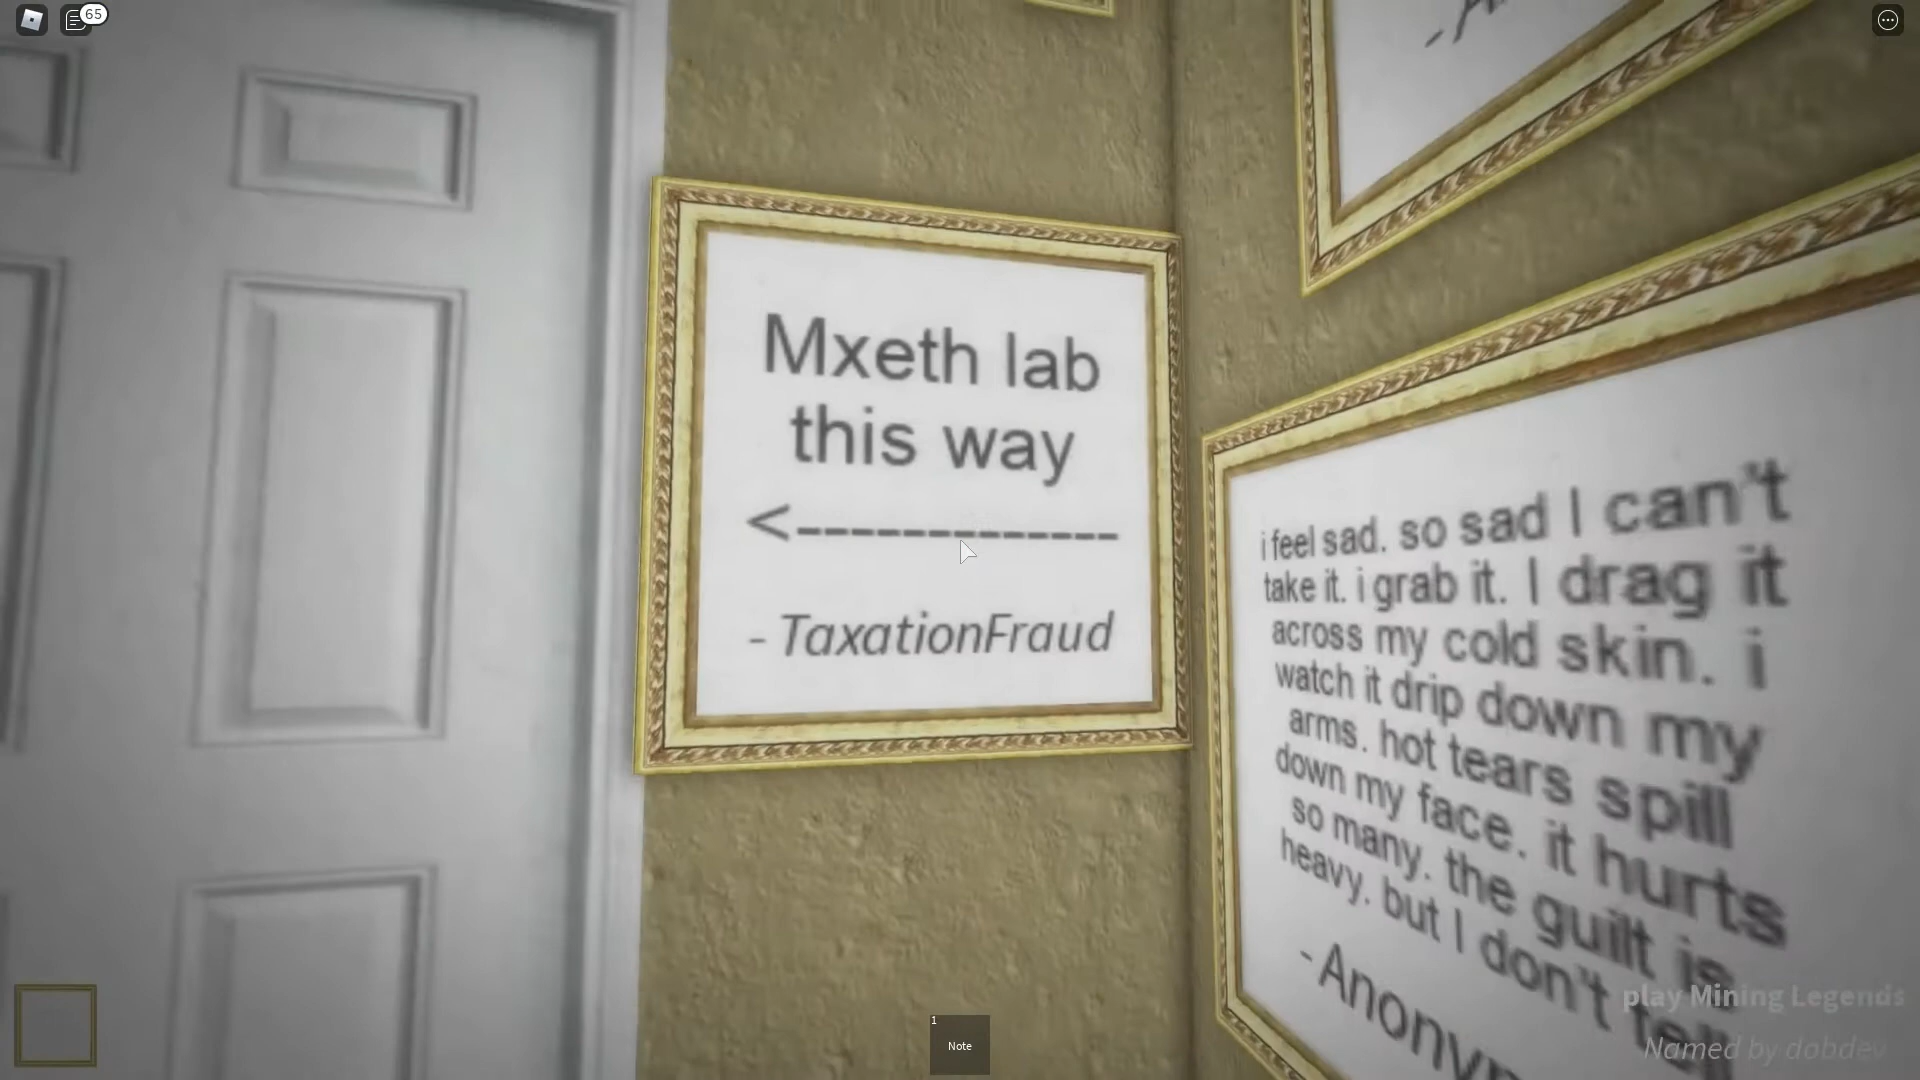 65
Mxeth lab
this way
<-------------
- TaxationFraud
i feel sad. so sad I can't
take it. i grab it. I drag it
across my cold skin. i
watch it drip down my
arms. hot tears spill
down my face. it hurts
so many. the guilt is
heavy. but I don't tell
play Mining Legends
Named by dobdev
1
Note